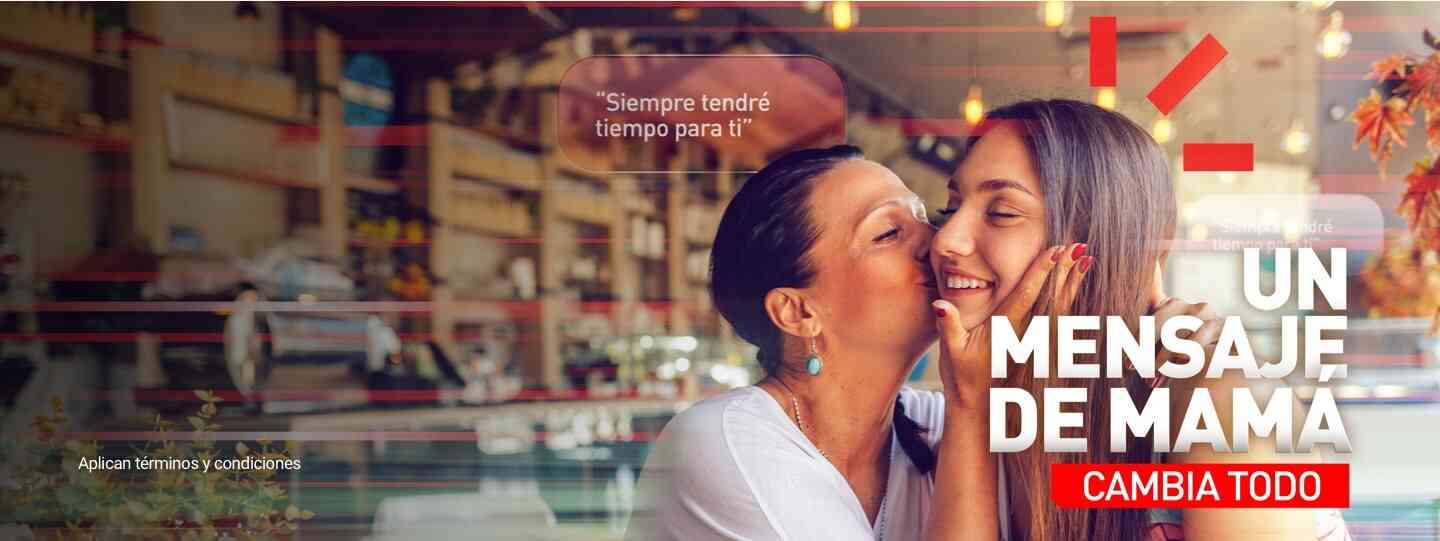 “Siempre tendré
tiempo para ti”
Siempre tendré
tiempo para ti”
UN
MENSAJE
DE MAMÁ
CAMBIA TODO
Aplican términos y condiciones